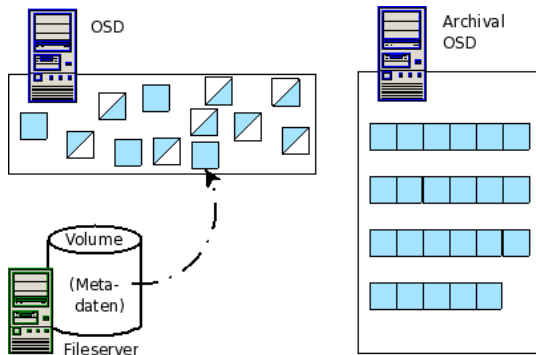 OSD
Archival
OSD
Volume
(Meta-
daten)
Fileserver